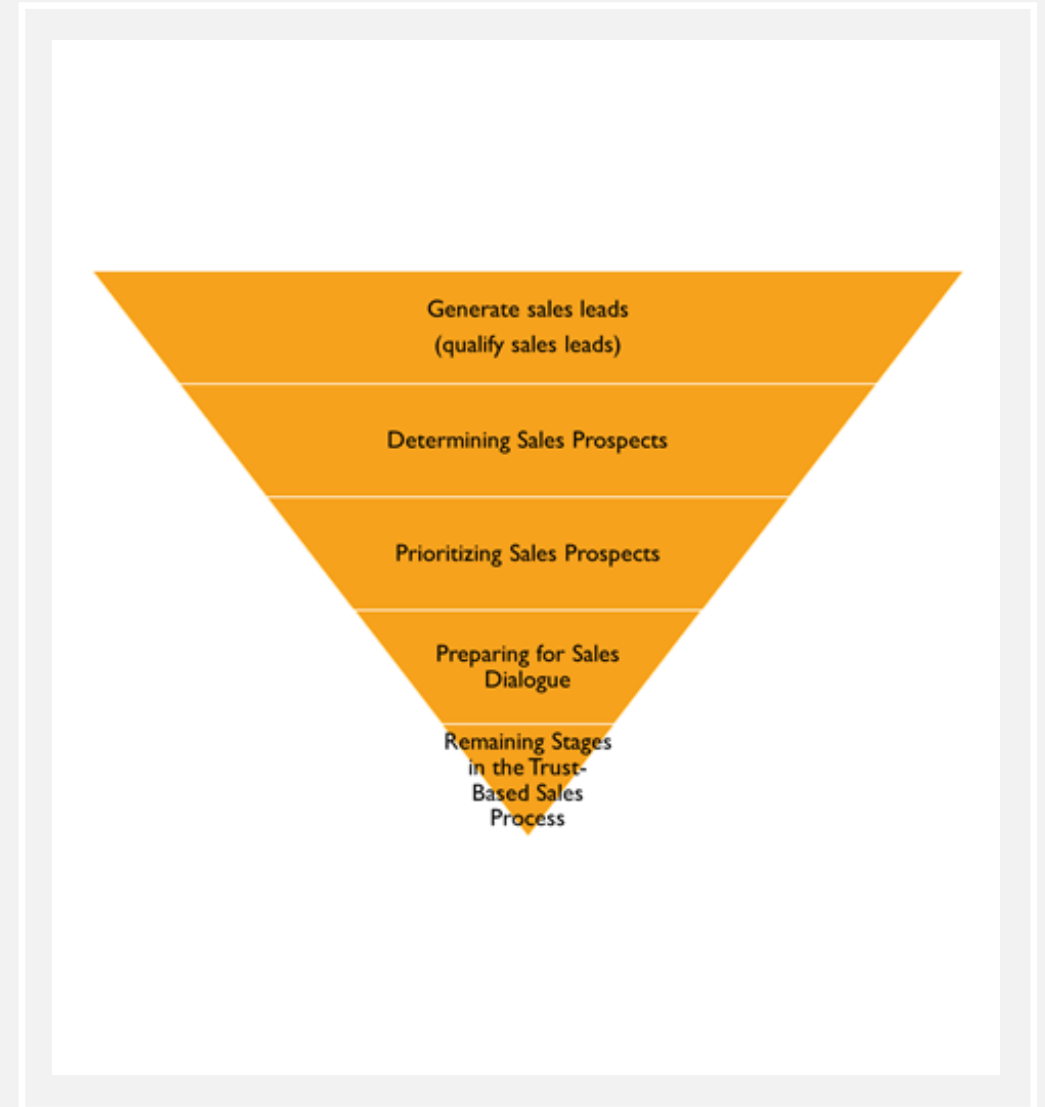 Generate sales leads
(qualify sales leads)
Determining Sales Prospects
Prioritizing Sales Prospects
Preparing for Sales
Dialogue
Remaining Stages
in the Trust-
Based Sales
Process